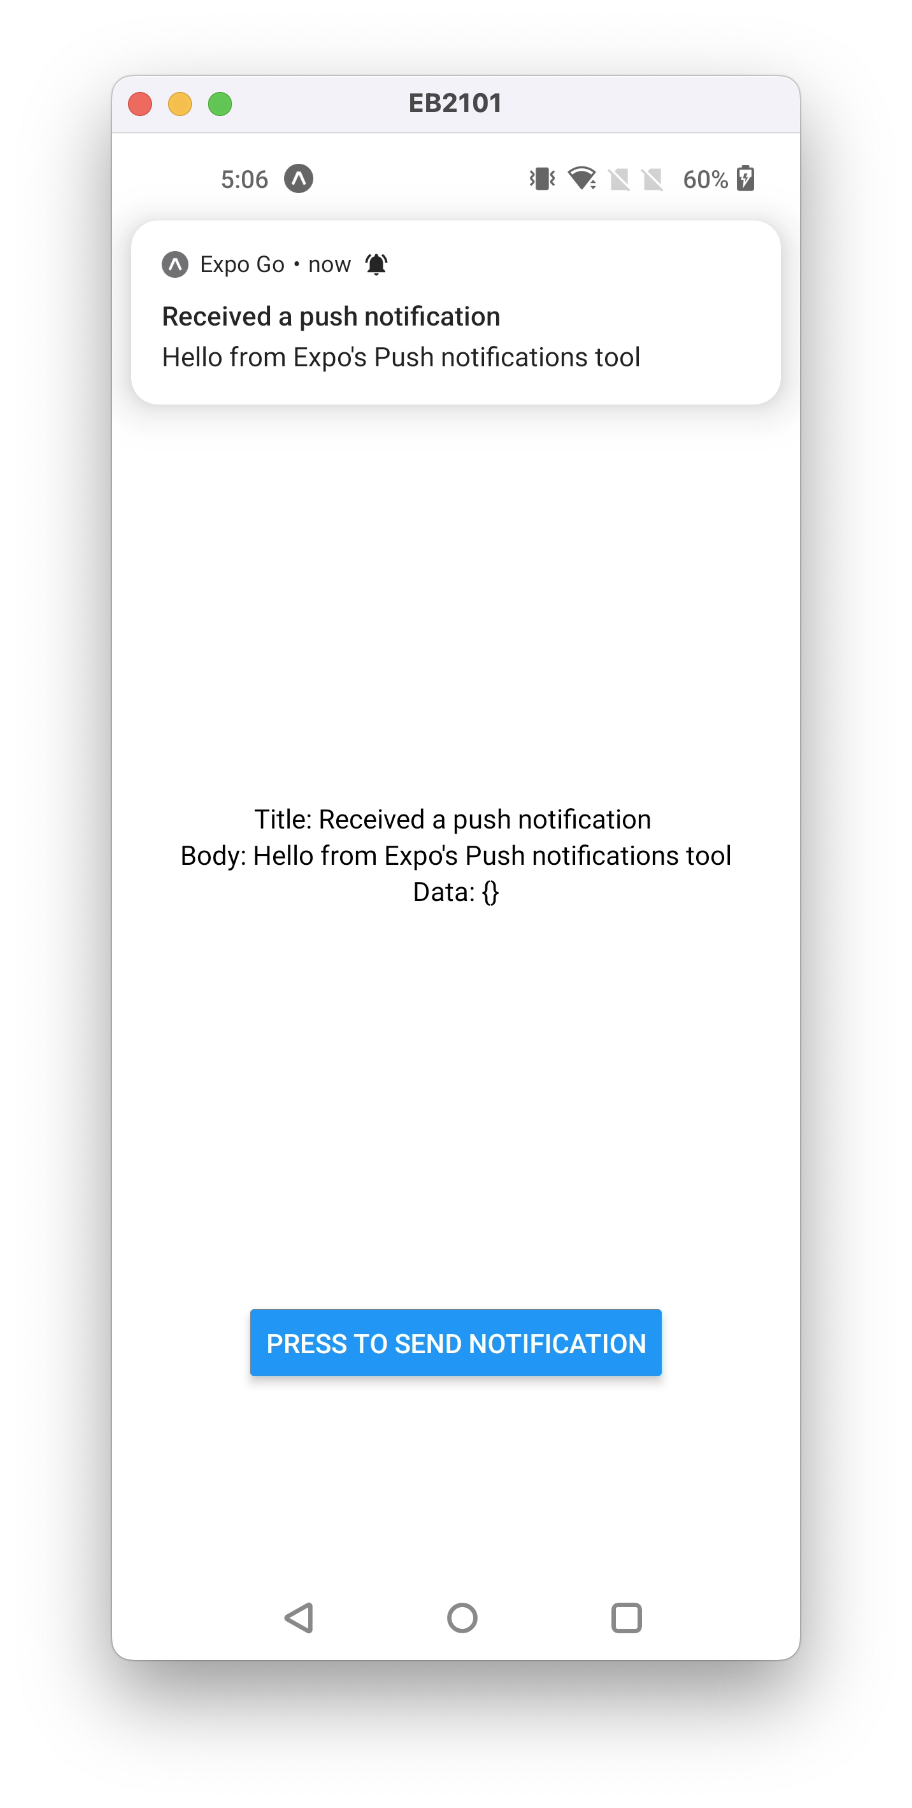 EB2101
5:06
60%
Expo Go • now
Received a push notification
Hello from Expo's Push notifications tool
Title: Received a push notification
Body: Hello from Expo's Push notifications tool
Data: {}
PRESS TO SEND NOTIFICATION